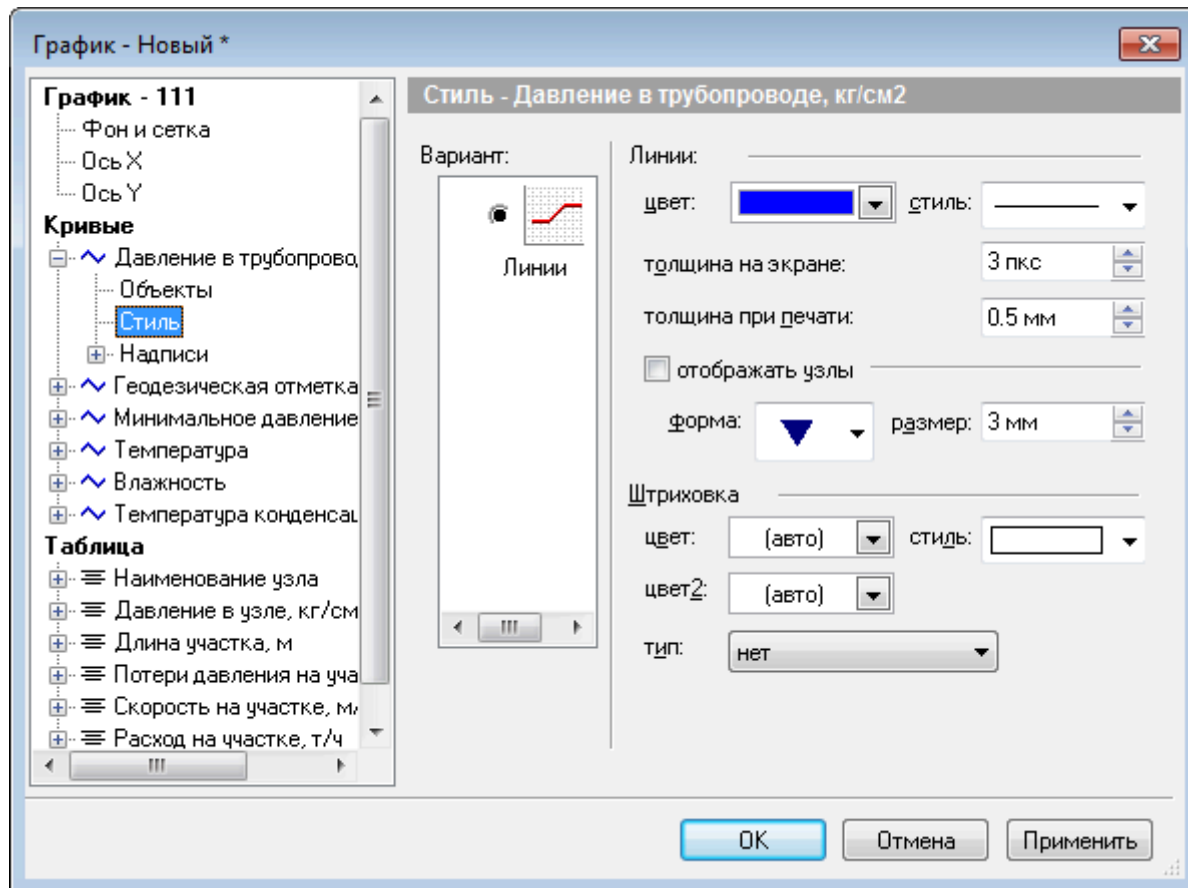 График - Новый *
График - 111
Фон и сетка
Ось X
Ось Y
Кривые
Давление в трубопровод
Объекты
Стиль
Надписи
Геодезическая отметка
Минимальное давление
Температура
Влажность
Температура конденсац
Таблица
Наименование узла
Давление в узле, кг/см
Длина участка, м
Потери давления на уча
Скорость на участке, м/
Расход на участке, т/ч
Стиль - Давление в трубопроводе, кг/см2
Вариант:
Линии
Линии:
цвет: стиль:
толщина на экране: 3 пкс
толщина при печати: 0.5 мм
отображать узлы
форма: размер: 3 мм
Штриховка
цвет: (авто) стиль:
цвет2: (авто)
тип: нет
OK Отмена Применить